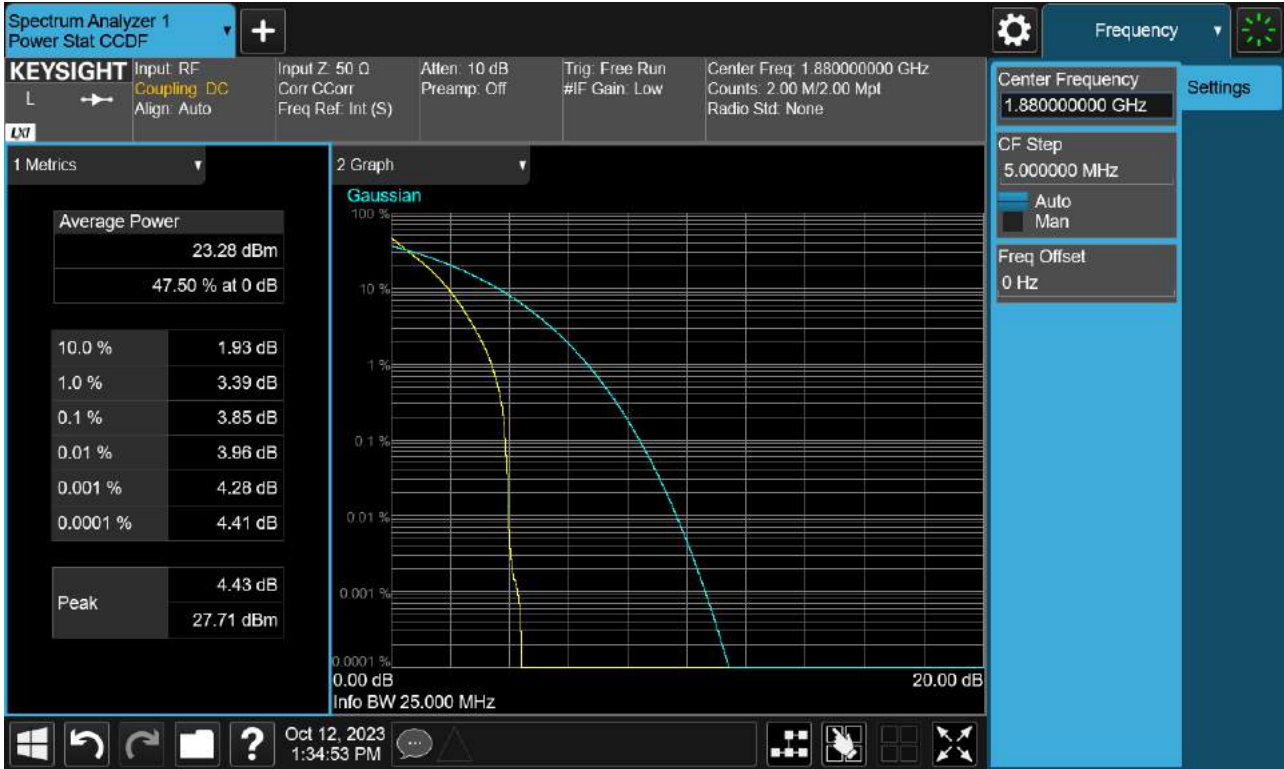 Spectrum Analyzer 1
Power Stat CCDF
+
Frequency
KEYSIGHT
L
LXI
Input: RF
Coupling: DC
Align: Auto
Input Z: 50 Ω
Corr CCorr
Freq Ref: Int (S)
Atten: 10 dB
Preamp: Off
Trig: Free Run
#IF Gain: Low
Center Freq: 1.880000000 GHz
Counts: 2.00 M/2.00 Mpt
Radio Std: None
Center Frequency
1.880000000 GHz
Settings
CF Step
5.000000 MHz
Auto
Man
Freq Offset
0 Hz
1 Metrics
Average Power
23.28 dBm
47.50 % at 0 dB
10.0 % 1.93 dB
1.0 % 3.39 dB
0.1 % 3.85 dB
0.01 % 3.96 dB
0.001 % 4.28 dB
0.0001 % 4.41 dB
Peak
4.43 dB
27.71 dBm
2 Graph
Gaussian
100 %
10 %
1 %
0.1 %
0.01 %
0.001 %
0.0001 %
0.00 dB 20.00 dB
Info BW 25.000 MHz
?
Oct 12, 2023
1:34:53 PM